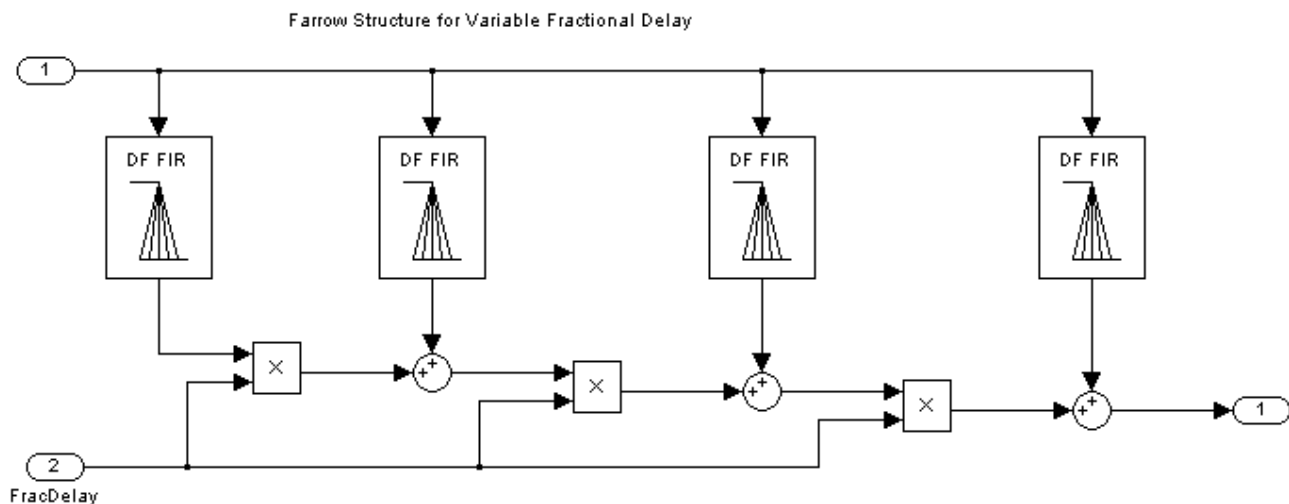 Farrow Structure for Variable Fractional Delay
1
DF FIR
DF FIR
DF FIR
DF FIR
×
+
+
×
+
+
×
+
+
1
2
FracDelay